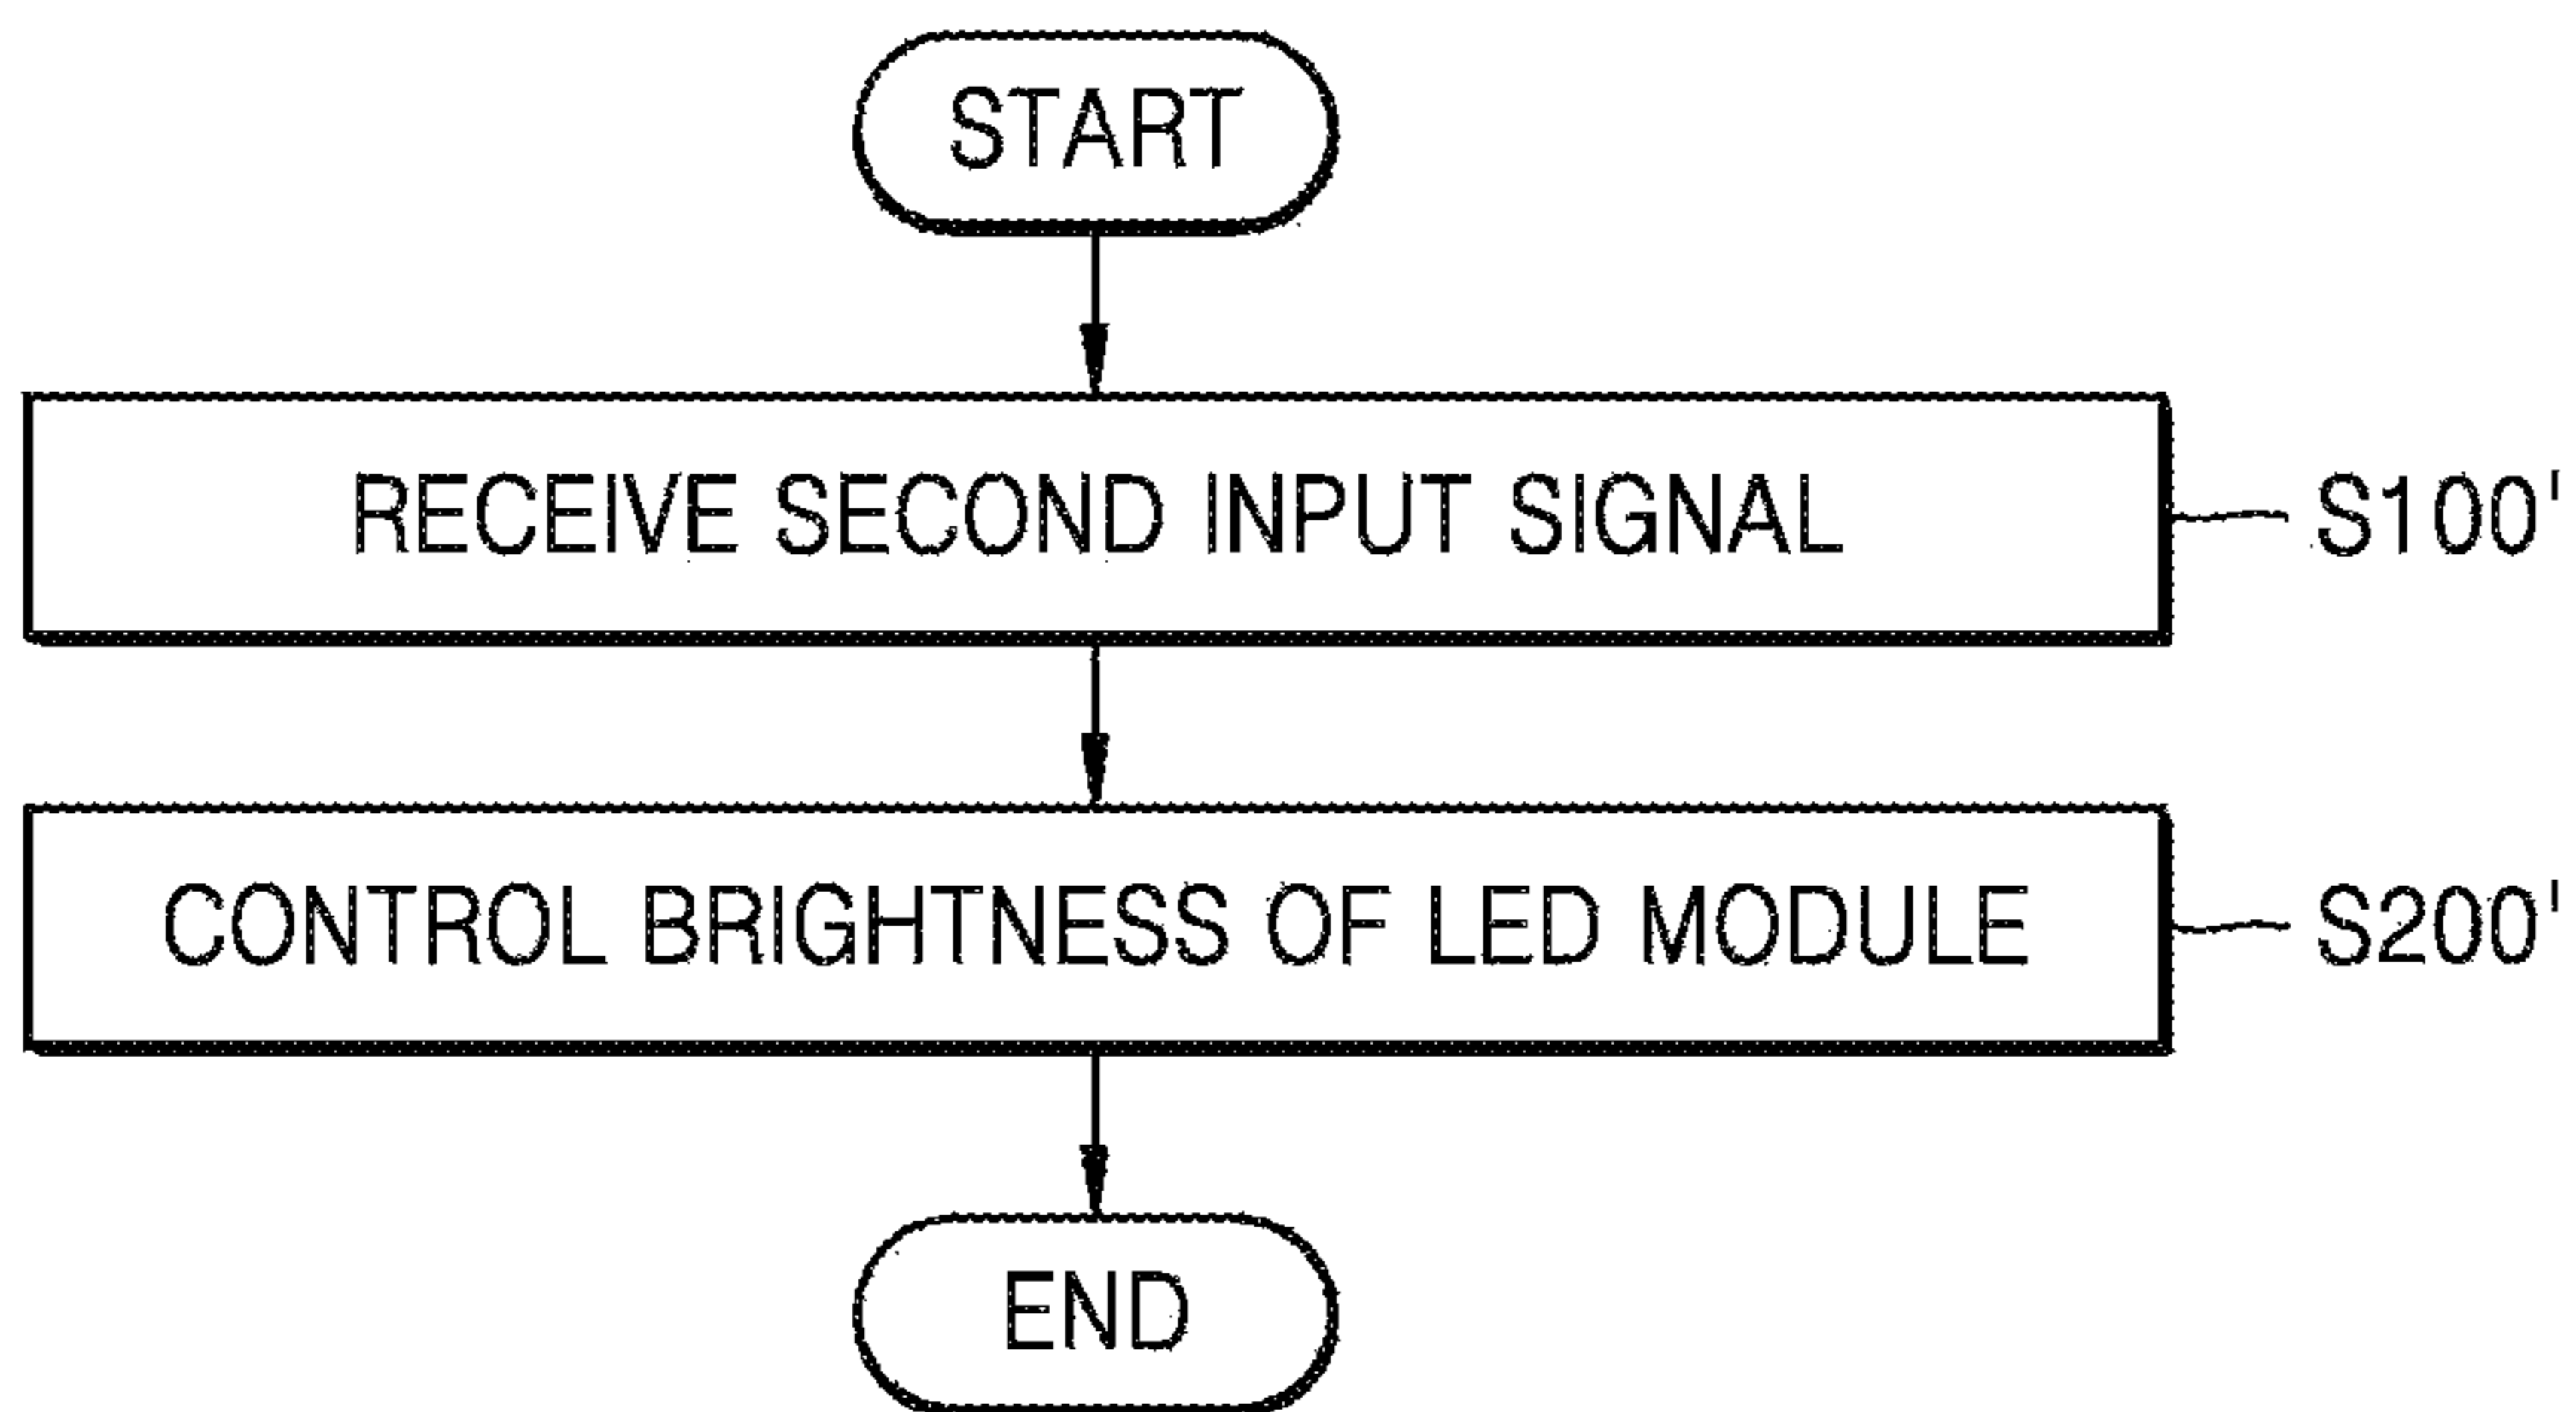 START
RECEIVE SECOND INPUT SIGNAL
S100'
CONTROL BRIGHTNESS OF LED MODULE
S200'
END